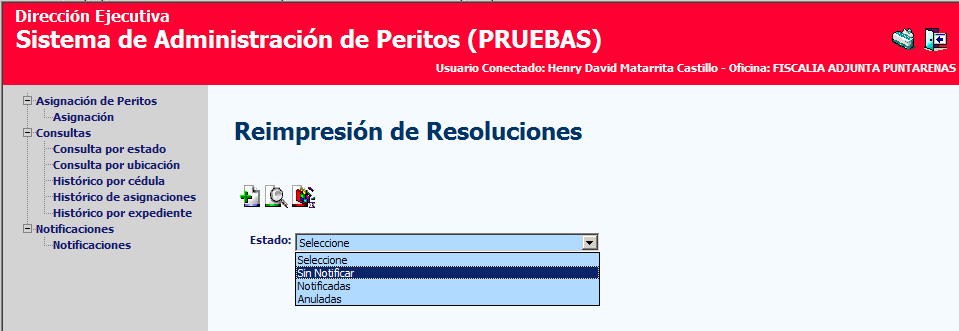 Dirección Ejecutiva
Sistema de Administración de Peritos (PRUEBAS)
Usuario Conectado: Henry David Matarrita Castillo - Oficina: FISCALIA ADJUNTA PUNTARENAS
Asignación de Peritos
Asignación
Consultas
Consulta por estado
Consulta por ubicación
Histórico por cédula
Histórico de asignaciones
Histórico por expediente
Notificaciones
Notificaciones
Reimpresión de Resoluciones
Estado: Seleccione
Seleccione
Sin Notificar
Notificadas
Anuladas